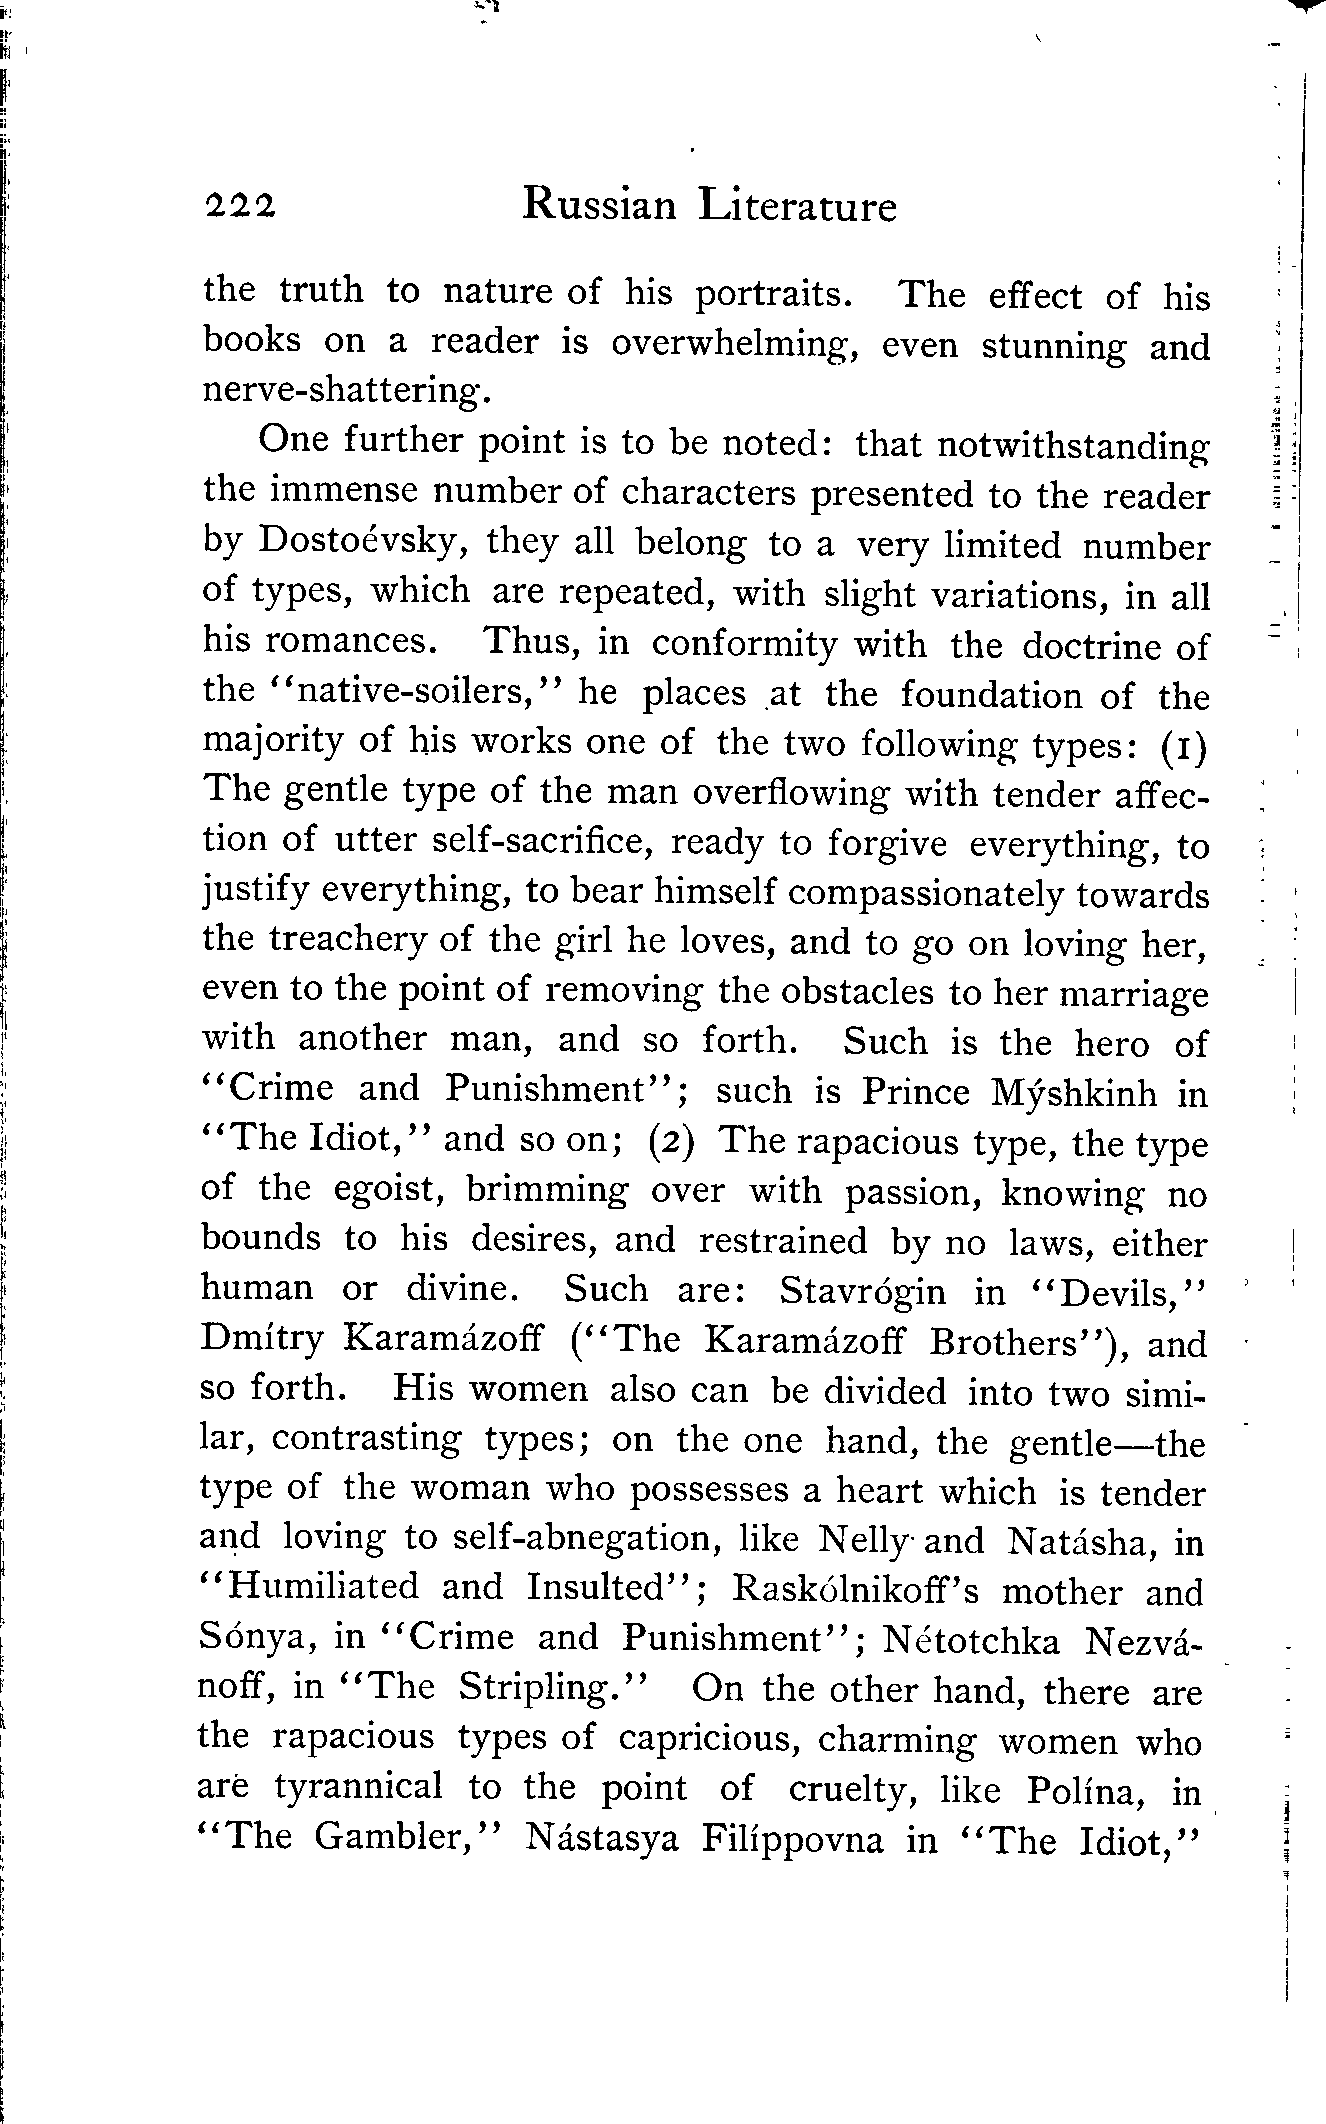 222 Russian Literature
the truth to nature of his portraits. The effect of his
books on a reader is overwhelming, even stunning and
nerve-shattering.
One further point is to be noted: that notwithstanding
the immense number of characters presented to the reader
by Dostoévsky, they all belong to a very limited number
of types, which are repeated, with slight variations, in all
his romances. Thus, in conformity with the doctrine of
the "native-soilers," he places at the foundation of the
majority of his works one of the two following types: (1)
The gentle type of the man overflowing with tender affec-
tion of utter self-sacrifice, ready to forgive everything, to
justify everything, to bear himself compassionately towards
the treachery of the girl he loves, and to go on loving her,
even to the point of removing the obstacles to her marriage
with another man, and so forth. Such is the hero of
"Crime and Punishment"; such is Prince Mýshkinh in
"The Idiot," and so on; (2) The rapacious type, the type
of the egoist, brimming over with passion, knowing no
bounds to his desires, and restrained by no laws, either
human or divine. Such are: Stavrógin in "Devils,"
Dmítry Karamázoff ("The Karamázoff Brothers"), and
so forth. His women also can be divided into two simi-
lar, contrasting types; on the one hand, the gentle—the
type of the woman who possesses a heart which is tender
and loving to self-abnegation, like Nelly and Natásha, in
"Humiliated and Insulted"; Raskólnikoff's mother and
Sónya, in "Crime and Punishment"; Nétotchka Nezvá-
noff, in "The Stripling." On the other hand, there are
the rapacious types of capricious, charming women who
are tyrannical to the point of cruelty, like Polína, in
"The Gambler," Nástasya Filíppovna in "The Idiot,"